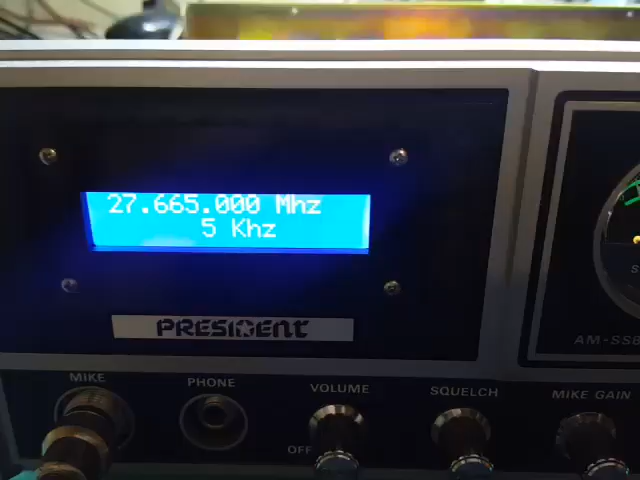 27.665.000 Mhz
5 Khz
PRESIDENT
AM-SSB
MIKE
PHONE
VOLUME
SQUELCH
MIKE GAIN
OFF
S